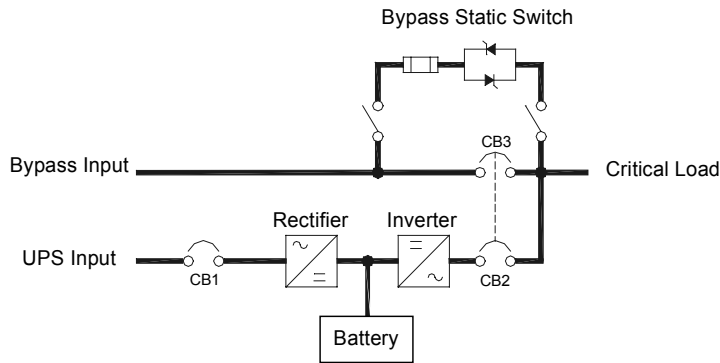 Bypass Static Switch
CB3
Bypass Input
Critical Load
Rectifier
Inverter
UPS Input
CB1
CB2
Battery